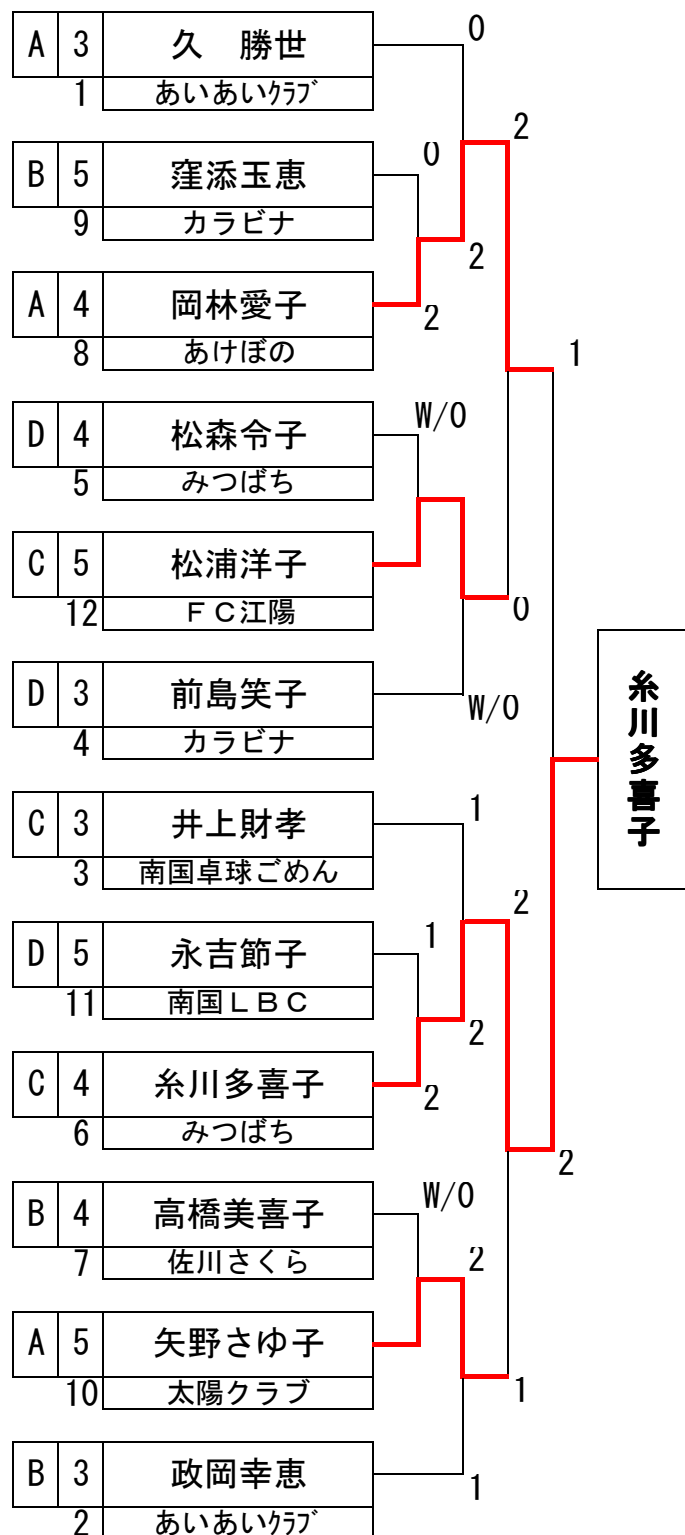 A 3 久　勝世 0
1 あいあいｸﾗﾌﾞ
2
B 5 窪添玉恵 0
9 カラビナ
2
A 4 岡林愛子 2
8 あけぼの
1
D 4 松森令子 W/O
5 みつばち
C 5 松浦洋子
12 ＦＣ江陽 0
D 3 前島笑子 W/O
4 カラビナ
糸川多喜子
C 3 井上財孝 1
3 南国卓球ごめん
2
D 5 永吉節子 1
11 南国ＬＢＣ
2
C 4 糸川多喜子 2
6 みつばち
2
B 4 高橋美喜子 W/O
7 佐川さくら 2
A 5 矢野さゆ子
10 太陽クラブ 1
B 3 政岡幸恵 1
2 あいあいｸﾗﾌﾞ